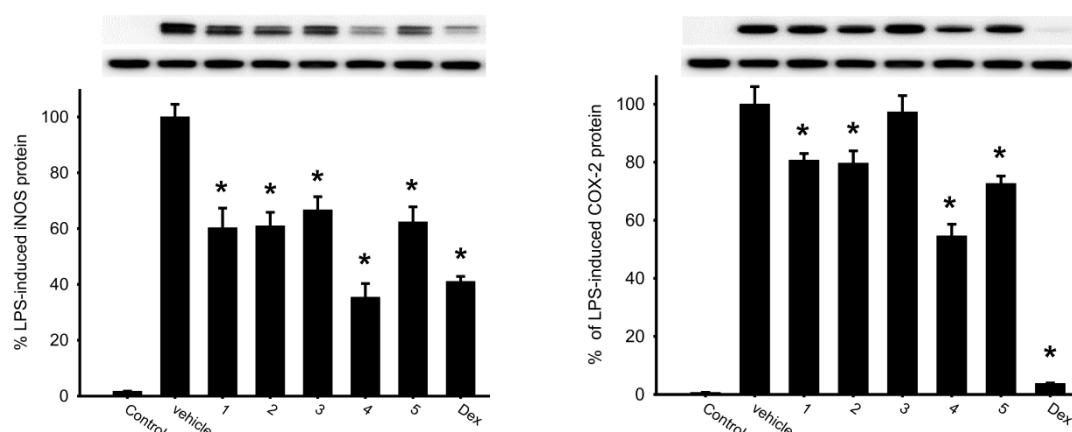 % LPS-induced iNOS protein
100
80
60
40
20
0
* * * * * *
Control vehicle 1 2 3 4 5 Dex
% of LPS-induced COX-2 protein
100
80
60
40
20
0
* * * * *
Control vehicle 1 2 3 4 5 Dex